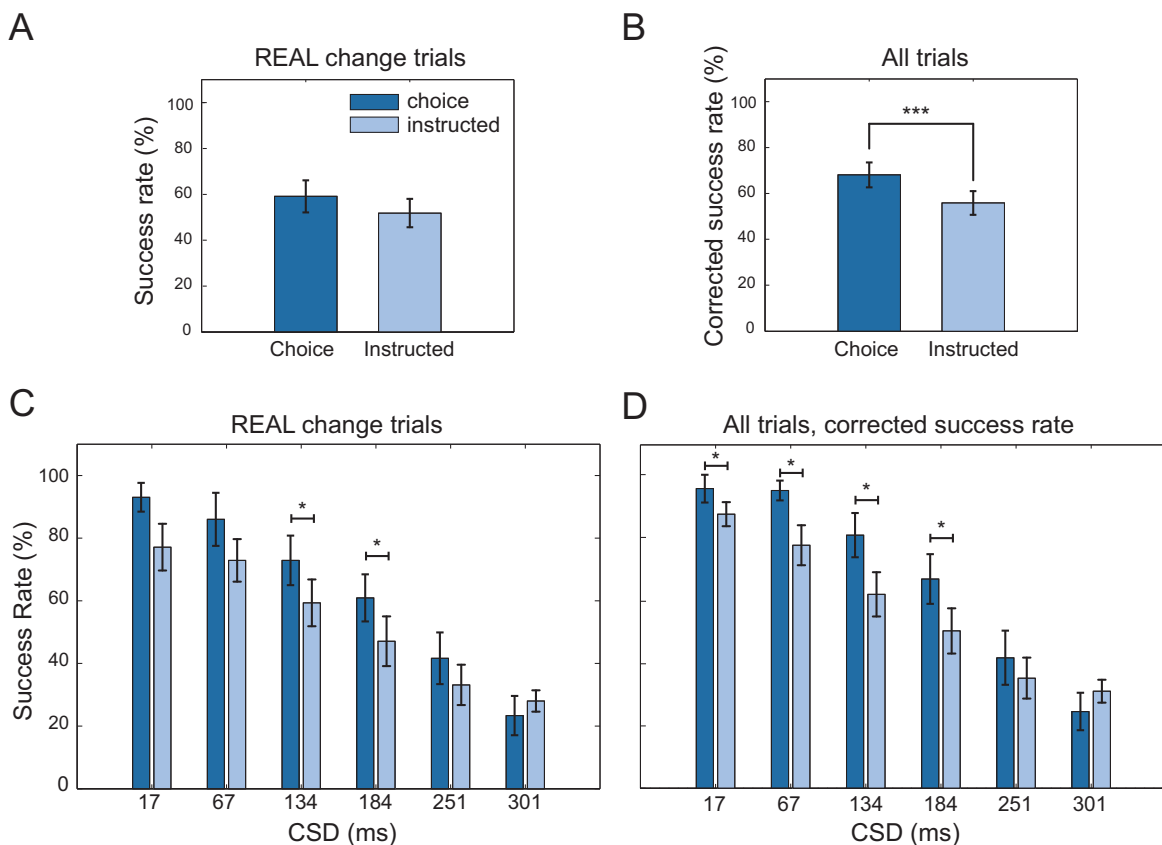 A
REAL change trials
Success rate (%)
100
80
60
40
20
0
choice
instructed
Choice
Instructed
B
All trials
Corrected success rate (%)
100
80
60
40
20
0
***
Choice
Instructed
C
REAL change trials
Success Rate (%)
100
80
60
40
20
0
*
*
17 67 134 184 251 301
CSD (ms)
D
All trials, corrected success rate
*
*
*
*
17 67 134 184 251 301
CSD (ms)